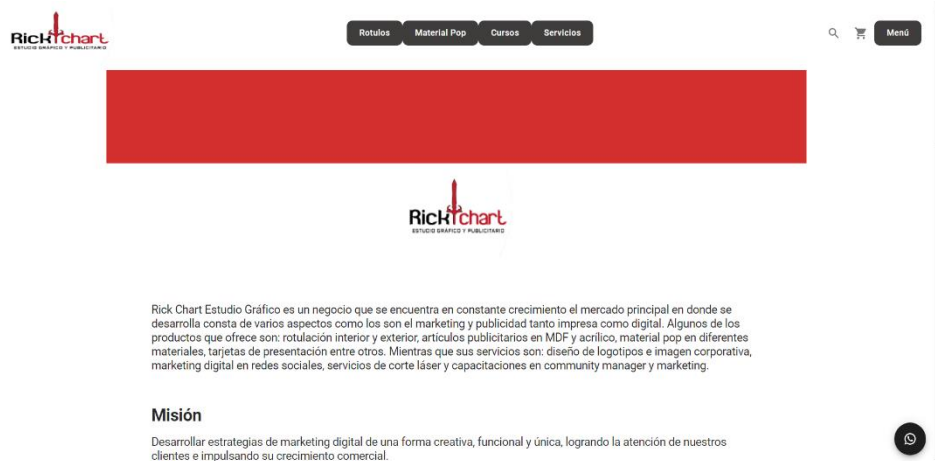 Rick chart
ESTUDIO GRÁFICO Y PUBLICITARIO
Rotulos Material Pop Cursos Servicios
Menú
Rick chart
ESTUDIO GRÁFICO Y PUBLICITARIO
Rick Chart Estudio Gráfico es un negocio que se encuentra en constante crecimiento el mercado principal en donde se
desarrolla consta de varios aspectos como los son el marketing y publicidad tanto impresa como digital. Algunos de los
productos que ofrece son: rotulación interior y exterior, artículos publicitarios en MDF y acrílico, material pop en diferentes
materiales, tarjetas de presentación entre otros. Mientras que sus servicios son: diseño de logotipos e imagen corporativa,
marketing digital en redes sociales, servicios de corte láser y capacitaciones en community manager y marketing.
Misión
Desarrollar estrategias de marketing digital de una forma creativa, funcional y única, logrando la atención de nuestros
clientes e impulsando su crecimiento comercial.